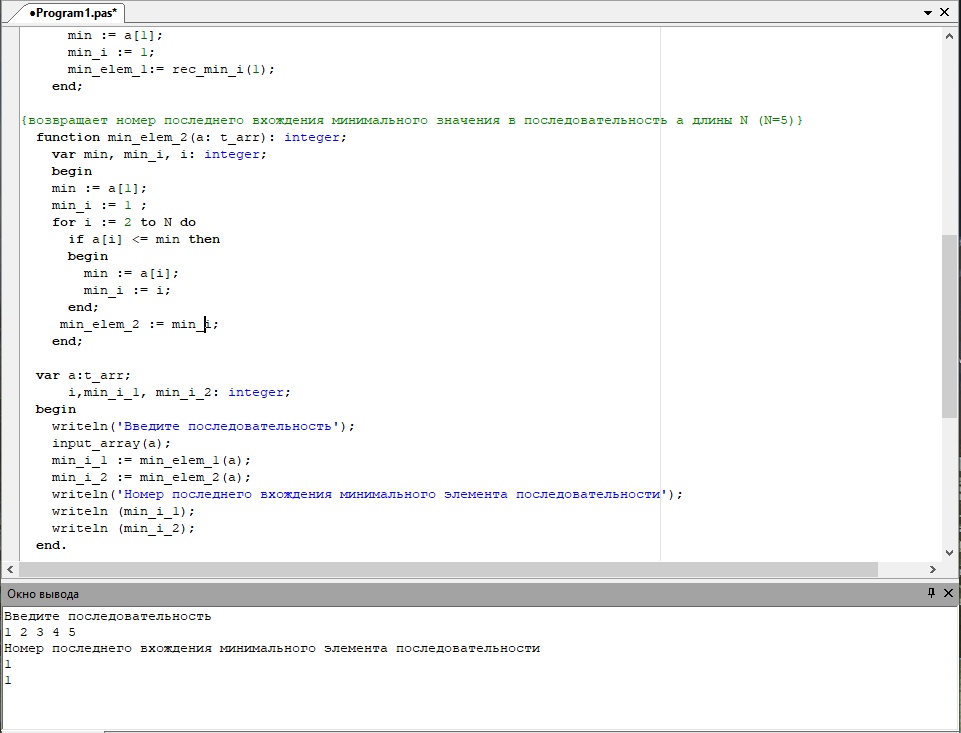 •Program1.pas*
min := a[1];
min_i := 1;
min_elem_1:= rec_min_i(1);
end;
{возвращает номер последнего вхождения минимального значения в последовательность a длины N (N=5)}
function min_elem_2(a: t_arr): integer;
var min, min_i, i: integer;
begin
min := a[1];
min_i := 1 ;
for i := 2 to N do
if a[i] <= min then
begin
min := a[i];
min_i := i;
end;
min_elem_2 := min_i;
end;
var a:t_arr;
i,min_i_1, min_i_2: integer;
begin
writeln('Введите последовательность');
input_array(a);
min_i_1 := min_elem_1(a);
min_i_2 := min_elem_2(a);
writeln('Номер последнего вхождения минимального элемента последовательности');
writeln (min_i_1);
writeln (min_i_2);
end.
Окно вывода
Введите последовательность
1 2 3 4 5
Номер последнего вхождения минимального элемента последовательности
1
1